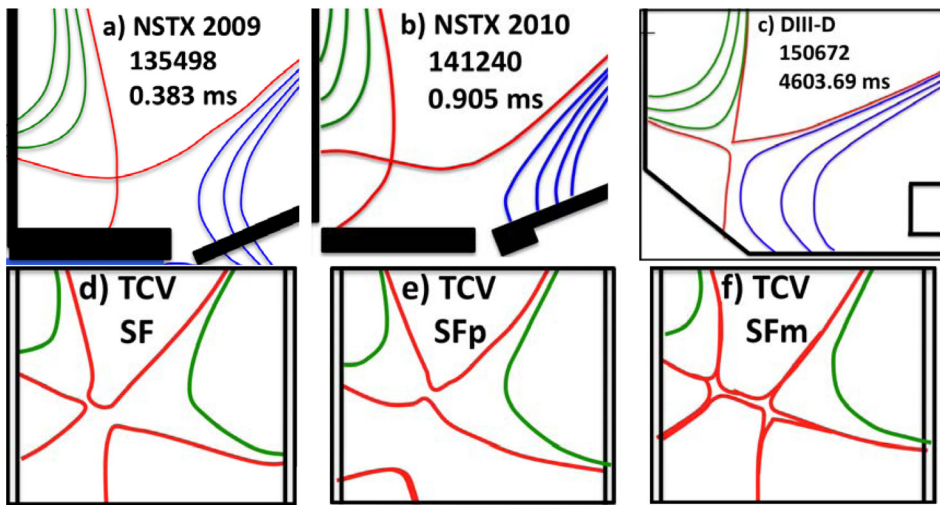 a) NSTX 2009
135498
0.383 ms
b) NSTX 2010
141240
0.905 ms
c) DIII-D
150672
4603.69 ms
d) TCV
SF
e) TCV
SFp
f) TCV
SFm